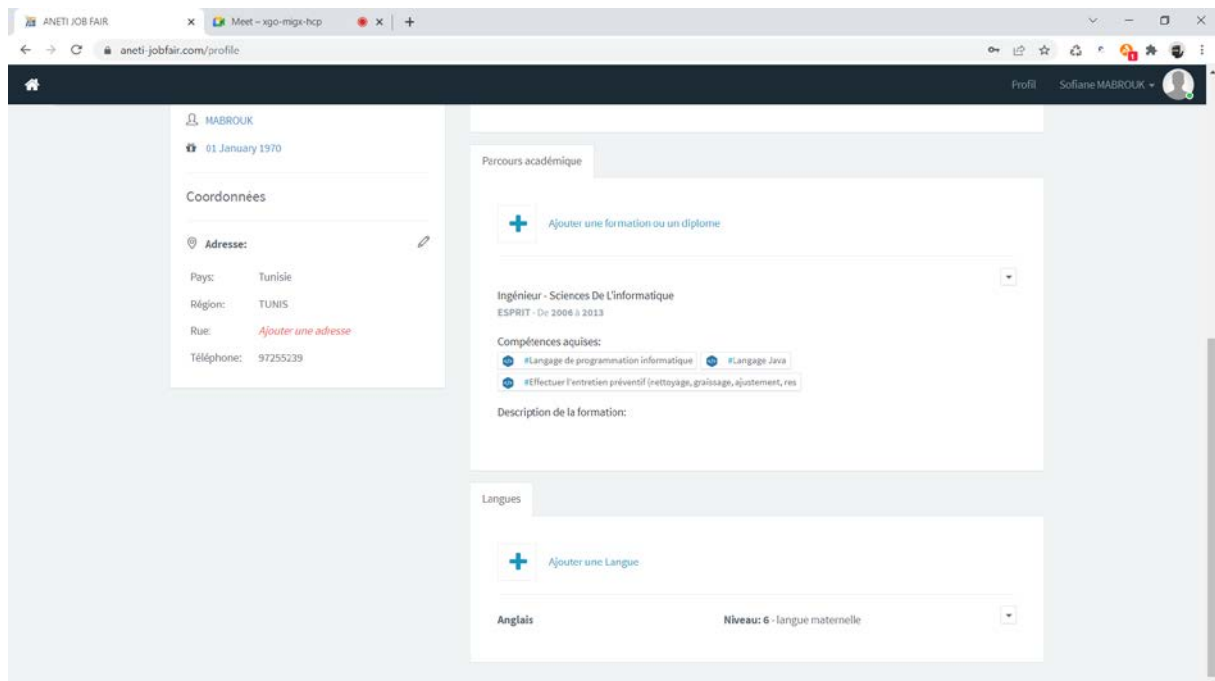 ANETI JOB FAIR
Meet – xgo-migx-hcp
aneti-jobfair.com/profile
Profil
Sofiane MABROUK
MABROUK
01 January 1970
Coordonnées
Adresse:
Pays: Tunisie
Région: TUNIS
Rue: Ajouter une adresse
Téléphone: 97255239
Parcours académique
Ajouter une formation ou un diplome
Ingénieur - Sciences De L'informatique
ESPRIT - De 2006 à 2013
Compétences aquises:
#Langage de programmation informatique #Langage Java
#Effectuer l'entretien préventif (nettoyage, graissage, ajustement, res
Description de la formation:
Langues
Ajouter une Langue
Anglais Niveau: 6 - langue maternelle